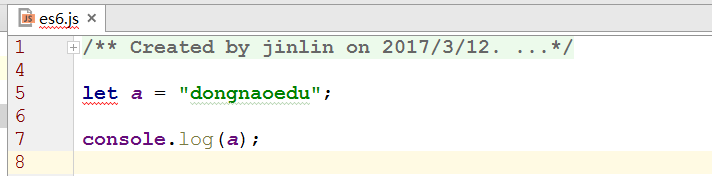 es6.js
1 /** Created by jinlin on 2017/3/12. ...*/
4
5 let a = "dongnaoedu";
6
7 console.log(a);
8